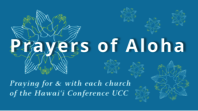 Prayers of Aloha
Praying for & with each church
of the Hawai'i Conference UCC